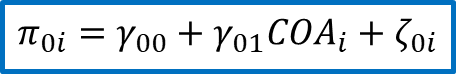 π₀ᵢ = γ₀₀ + γ₀₁COAᵢ + ζ₀ᵢ